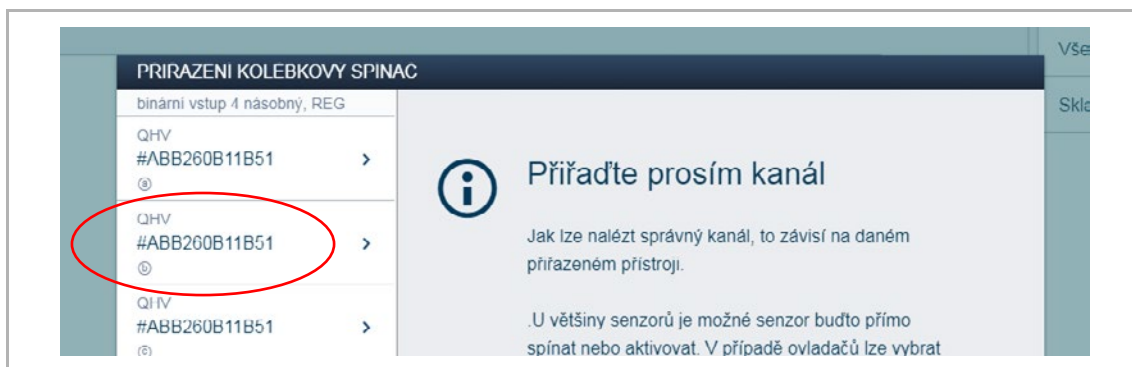 PRIRAZENI KOLEBKOVY SPINAC
binární vstup 4 násobný, REG
QHV
#ABB260B11B51
ⓐ
QHV
#ABB260B11B51
ⓑ
QHV
#ABB260B11B51
ⓒ
Přiřaďte prosím kanál
Jak lze nalézt správný kanál, to závisí na daném
přiřazeném přístroji.
.U většiny senzorů je možné senzor buďto přímo
spínat nebo aktivovat. V případě ovladačů lze vybrat
Vše
Skla